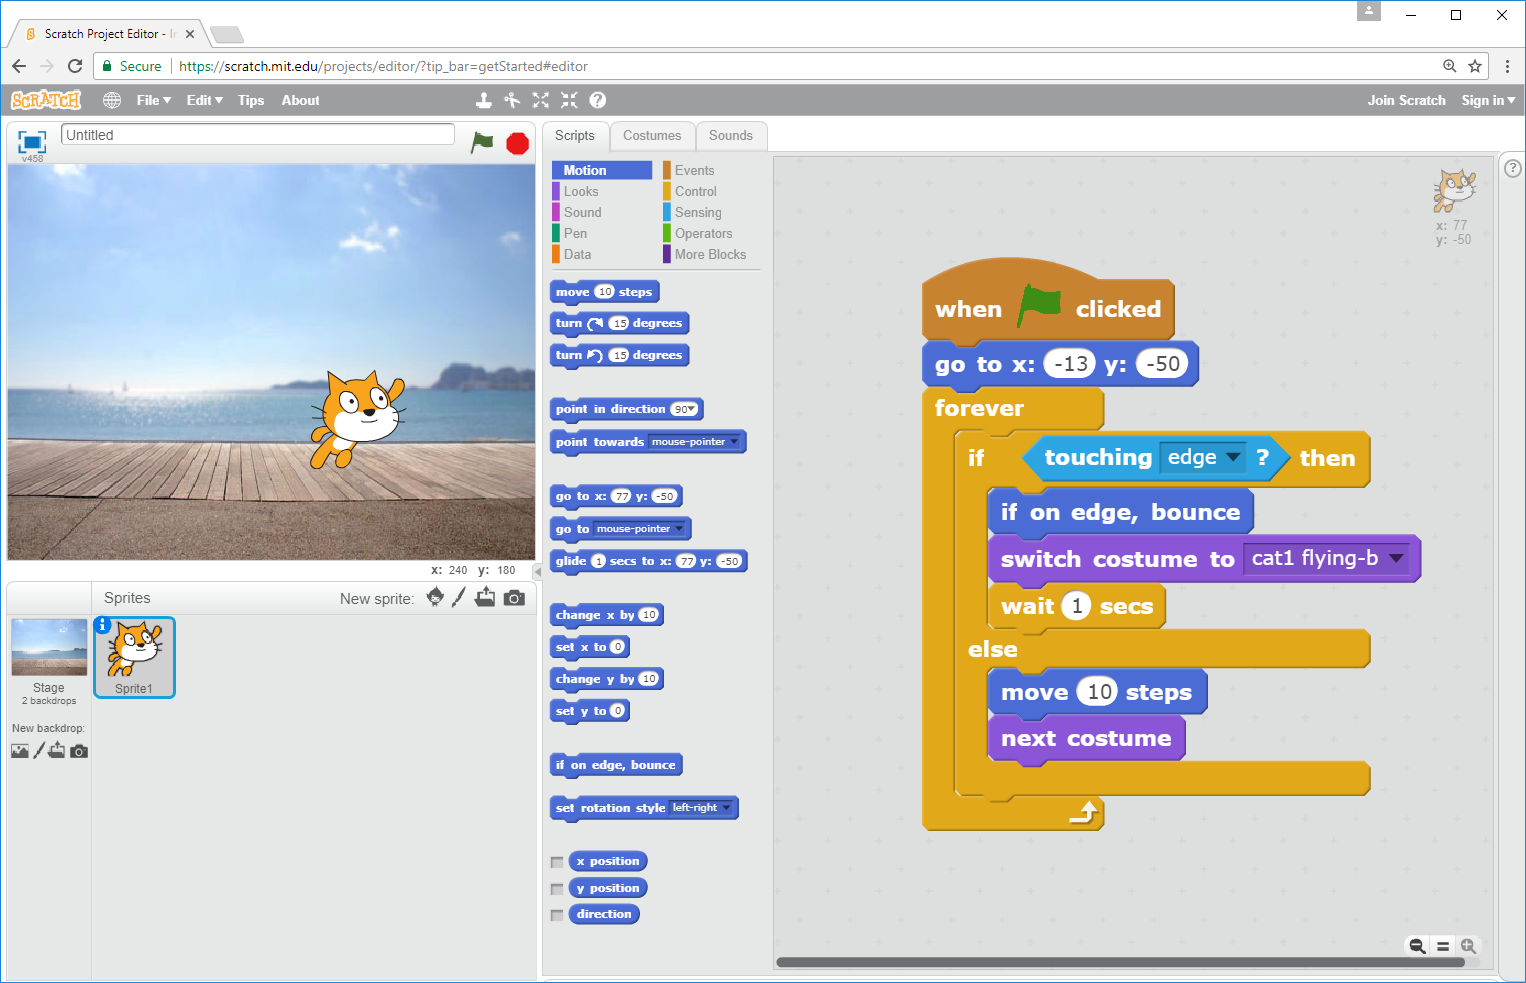 Scratch Project Editor - I
Secure https://scratch.mit.edu/projects/editor/?tip_bar=getStarted#editor
SCRATCH File Edit Tips About Join Scratch Sign in
Untitled
v458
Scripts Costumes Sounds
Motion Events
Looks Control
Sound Sensing
Pen Operators
Data More Blocks
move 10 steps
turn 15 degrees
turn 15 degrees
point in direction 90
point towards mouse-pointer
go to x: 77 y: -50
go to mouse-pointer
glide 1 secs to x: 77 y: -50
change x by 10
set x to 0
change y by 10
set y to 0
if on edge, bounce
set rotation style left-right
x position
y position
direction
x: 77
y: -50
when clicked
go to x: -13 y: -50
forever
if touching edge ? then
if on edge, bounce
switch costume to cat1 flying-b
wait 1 secs
else
move 10 steps
next costume
x: 240 y: 180
Sprites New sprite:
Stage
2 backdrops
New backdrop:
Sprite1